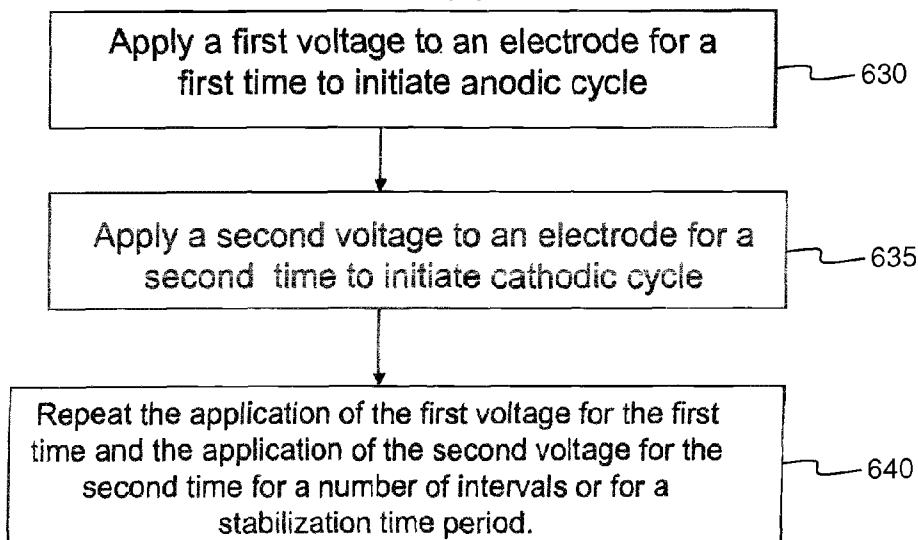 Apply a first voltage to an electrode for a
first time to initiate anodic cycle
630
Apply a second voltage to an electrode for a
second time to initiate cathodic cycle
635
Repeat the application of the first voltage for the first
time and the application of the second voltage for the
second time for a number of intervals or for a
stabilization time period.
640